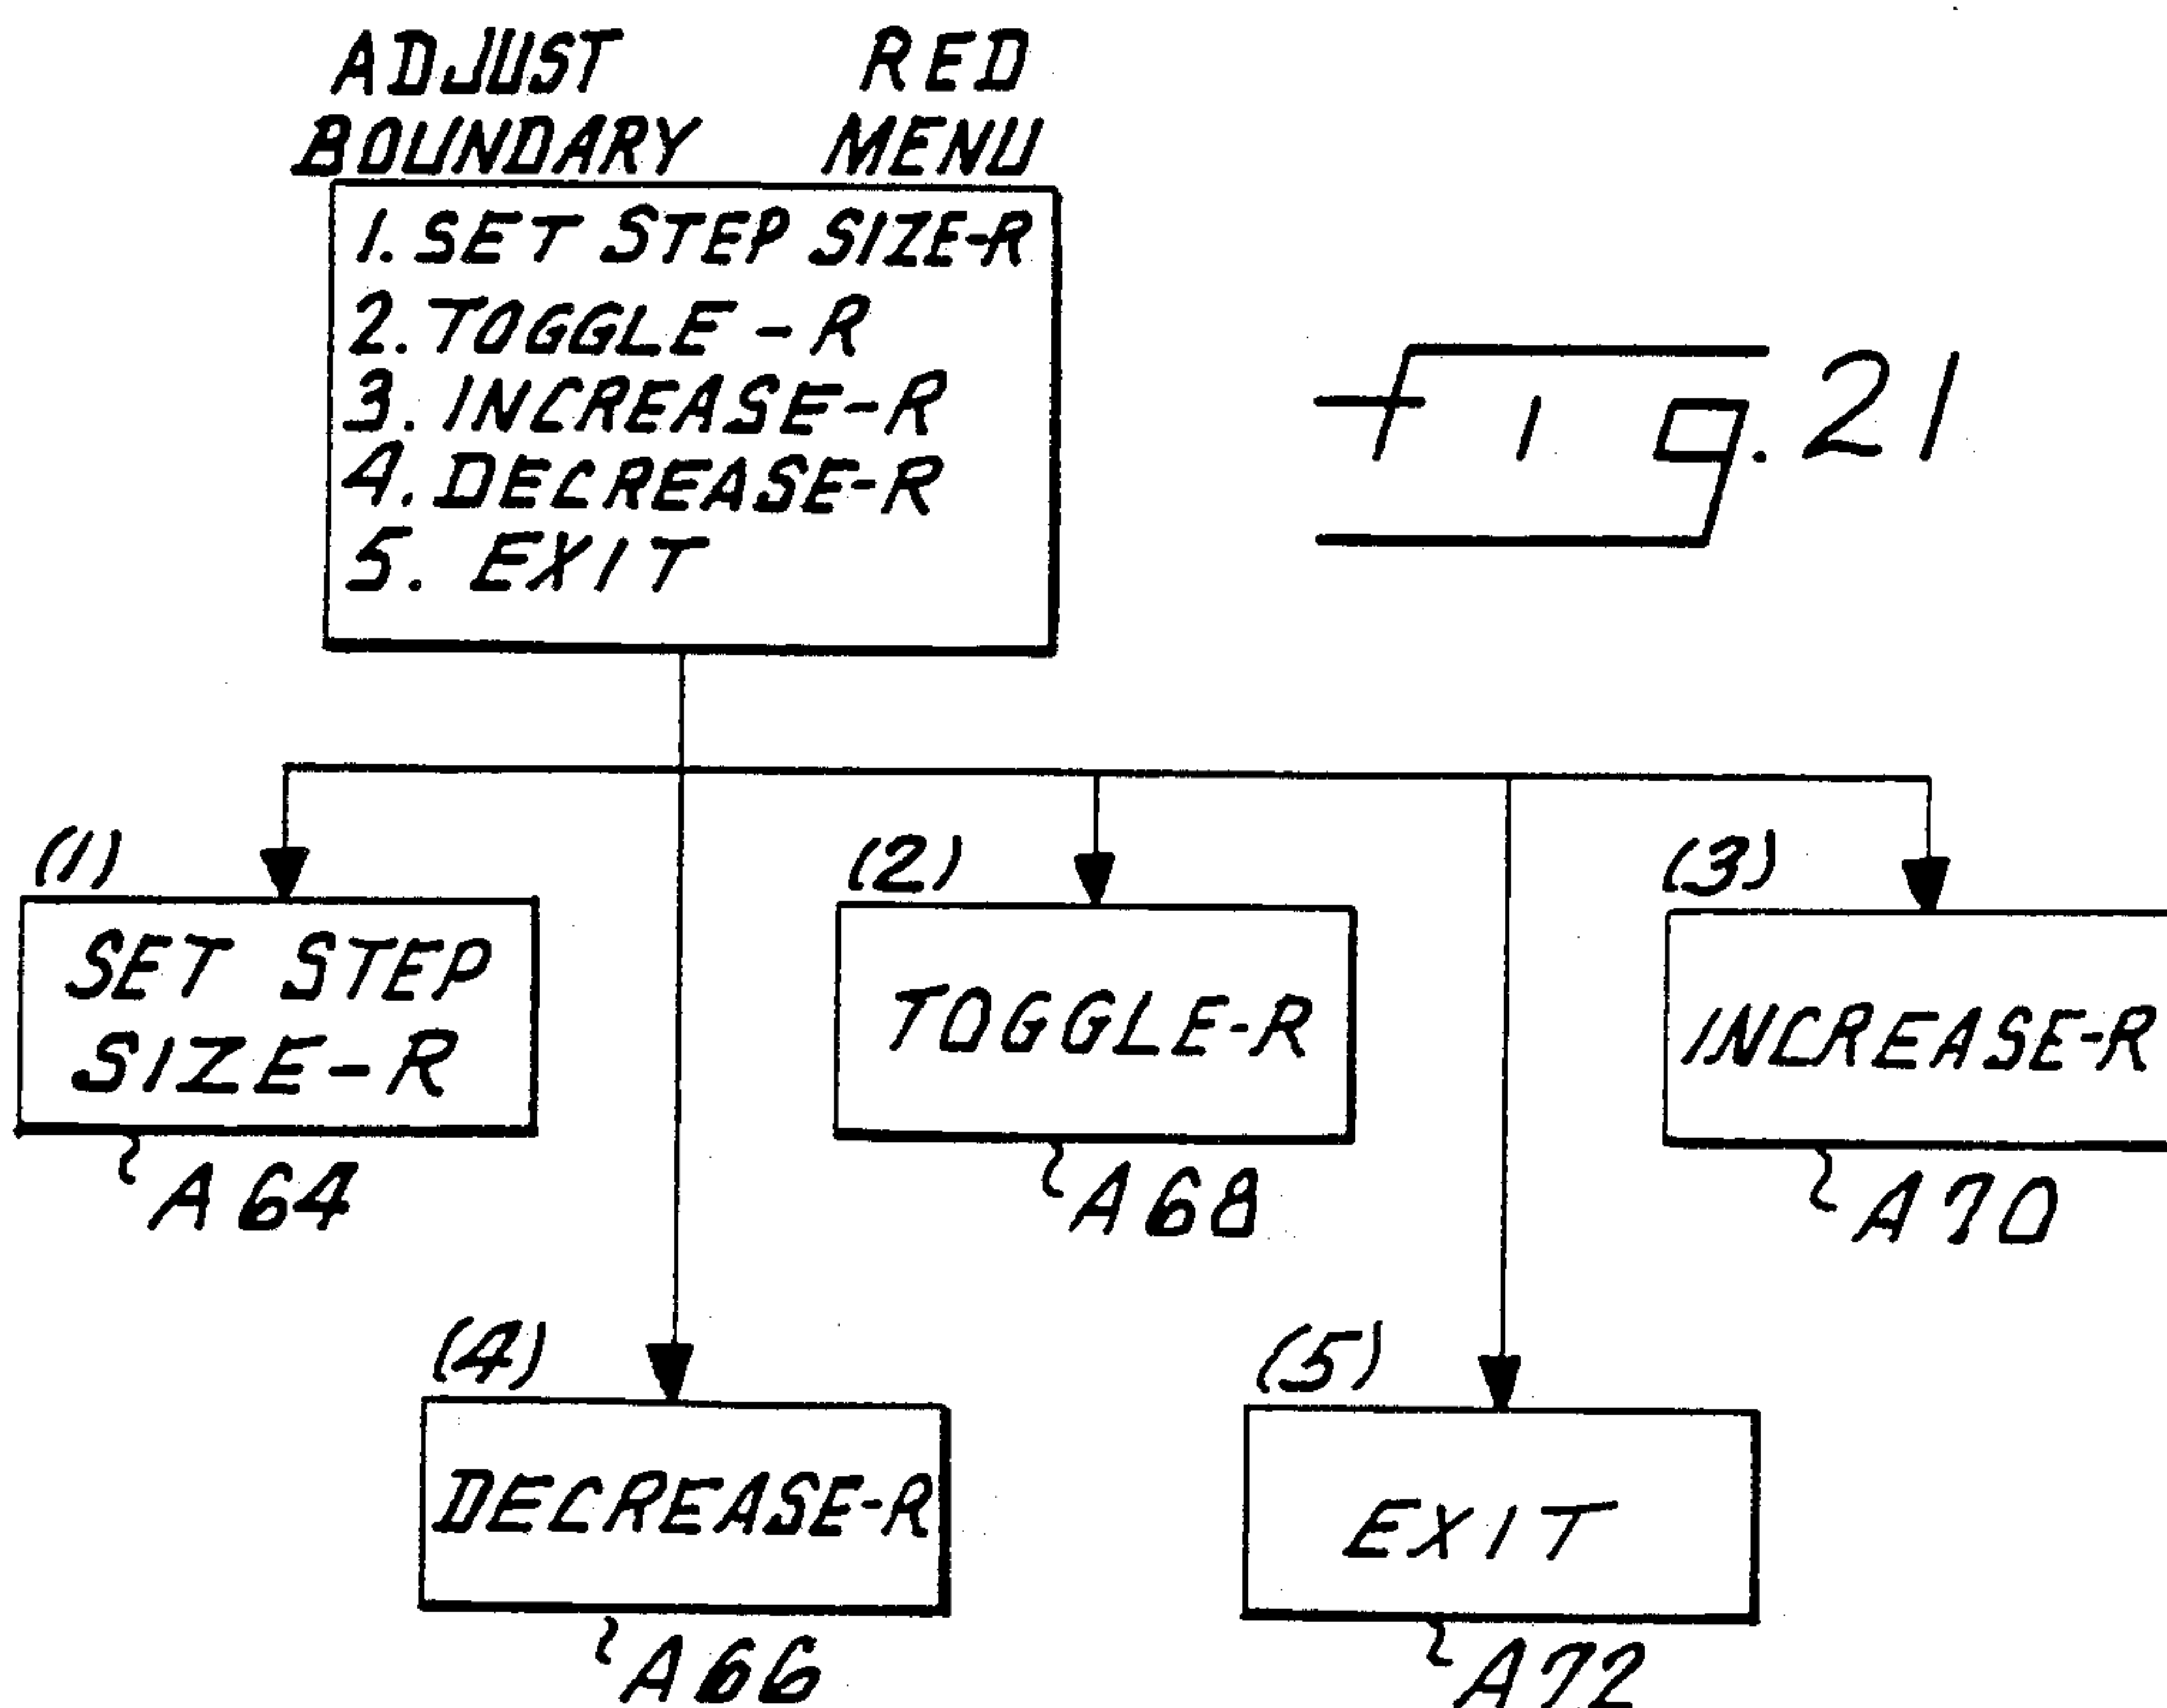 ADJUST RED
BOUNDARY MENU
1. SET STEP SIZE-R
2. TOGGLE-R
3. INCREASE-R
4. DECREASE-R
5. EXIT
Fig. 21
(1)
SET STEP
SIZE-R
A64
(2)
TOGGLE-R
A68
(3)
INCREASE-R
A70
(4)
DECREASE-R
A66
(5)
EXIT
A72